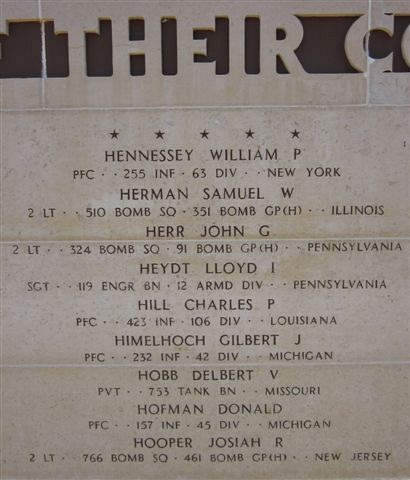 THEIR
★ ★ ★ ★ ★
HENNESSEY WILLIAM P
PFC · · 255 INF · 63 DIV · · NEW YORK
HERMAN SAMUEL W
2 LT · · 510 BOMB SQ · 351 BOMB GP(H) · · ILLINOIS
HERR JOHN G
2 LT · · 324 BOMB SQ · 91 BOMB GP(H) · · PENNSYLVANIA
HEYDT LLOYD I
SGT · · 119 ENGR BN · 12 ARMD DIV · · PENNSYLVANIA
HILL CHARLES P
PFC · · 423 INF · 106 DIV · · LOUISIANA
HIMELHOCH GILBERT J
PFC · · 232 INF · 42 DIV · · MICHIGAN
HOBB DELBERT V
PVT · · 753 TANK BN · · MISSOURI
HOFMAN DONALD
PFC · · 157 INF · 45 DIV · · MICHIGAN
HOOPER JOSIAH R
2 LT · · 766 BOMB SQ · 461 BOMB GP(H) · · NEW JERSEY